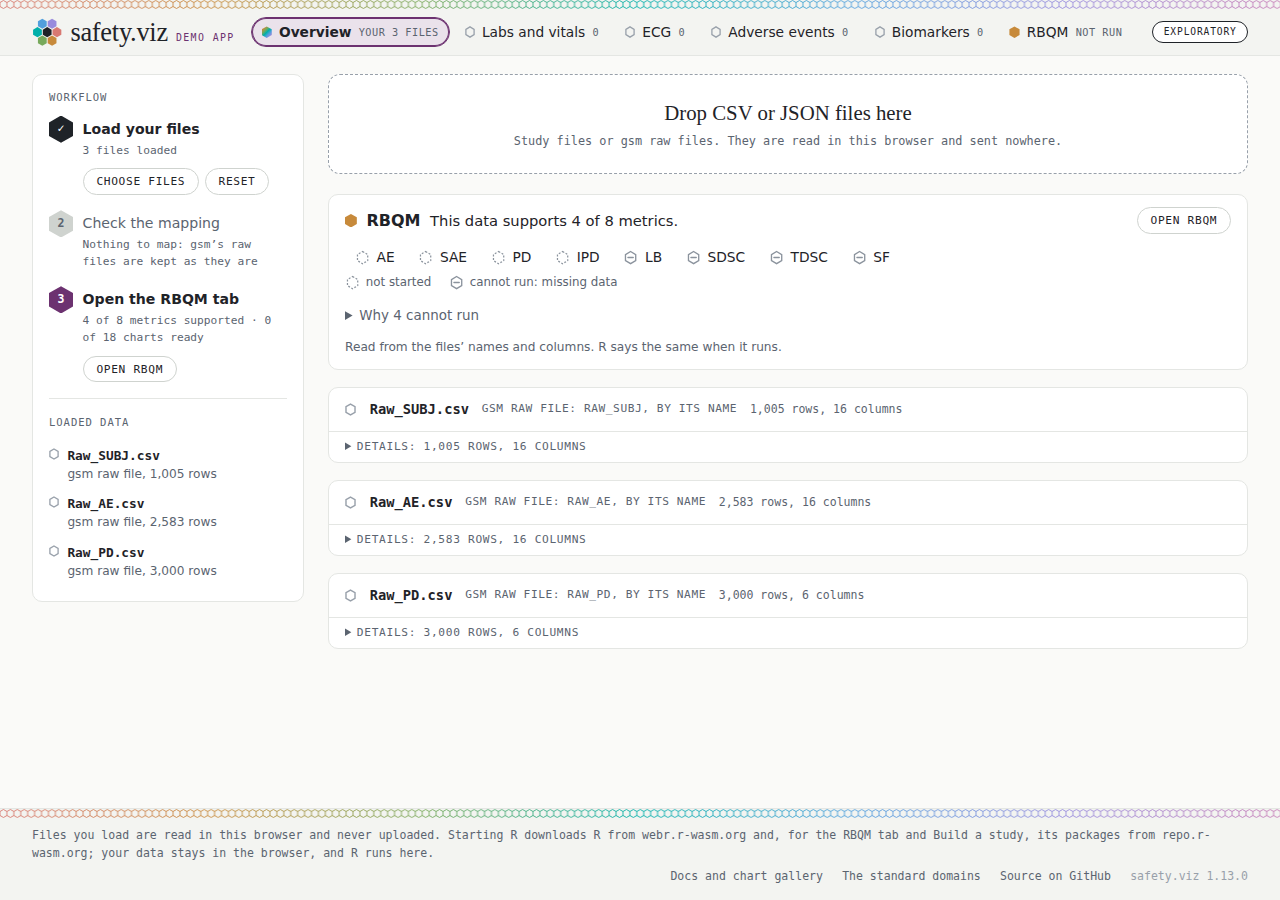 safety.viz DEMO APP
Overview YOUR 3 FILES
Labs and vitals 0
ECG 0
Adverse events 0
Biomarkers 0
RBQM NOT RUN
EXPLORATORY
WORKFLOW
✓ Load your files
3 files loaded
CHOOSE FILES RESET
2 Check the mapping
Nothing to map: gsm's raw
files are kept as they are
3 Open the RBQM tab
4 of 8 metrics supported · 0
of 18 charts ready
OPEN RBQM
LOADED DATA
Raw_SUBJ.csv
gsm raw file, 1,005 rows
Raw_AE.csv
gsm raw file, 2,583 rows
Raw_PD.csv
gsm raw file, 3,000 rows
Drop CSV or JSON files here
Study files or gsm raw files. They are read in this browser and sent nowhere.
RBQM This data supports 4 of 8 metrics.
OPEN RBQM
AE SAE PD IPD LB SDSC TDSC SF
not started cannot run: missing data
Why 4 cannot run
Read from the files' names and columns. R says the same when it runs.
Raw_SUBJ.csv GSM RAW FILE: RAW_SUBJ, BY ITS NAME 1,005 rows, 16 columns
DETAILS: 1,005 ROWS, 16 COLUMNS
Raw_AE.csv GSM RAW FILE: RAW_AE, BY ITS NAME 2,583 rows, 16 columns
DETAILS: 2,583 ROWS, 16 COLUMNS
Raw_PD.csv GSM RAW FILE: RAW_PD, BY ITS NAME 3,000 rows, 6 columns
DETAILS: 3,000 ROWS, 6 COLUMNS
Files you load are read in this browser and never uploaded. Starting R downloads R from webr.r-wasm.org and, for the RBQM tab and Build a study, its packages from repo.r-
wasm.org; your data stays in the browser, and R runs here.
Docs and chart gallery The standard domains Source on GitHub safety.viz 1.13.0